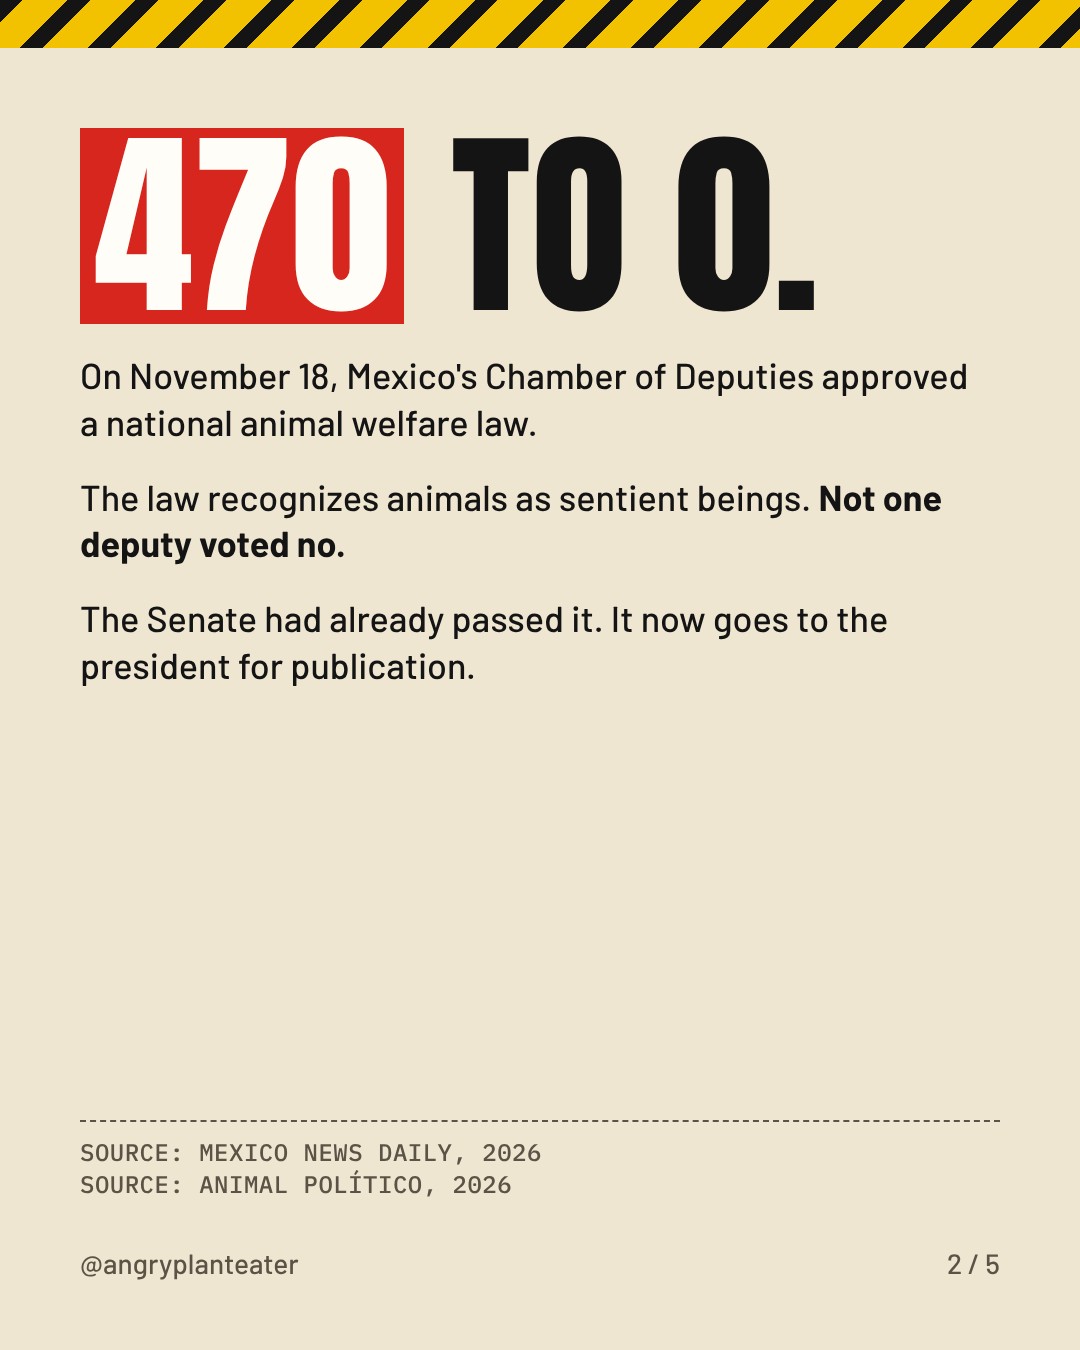 470 TO 0.
On November 18, Mexico's Chamber of Deputies approved
a national animal welfare law.
The law recognizes animals as sentient beings. Not one
deputy voted no.
The Senate had already passed it. It now goes to the
president for publication.
SOURCE: MEXICO NEWS DAILY, 2026
SOURCE: ANIMAL POLÍTICO, 2026
@angryplanteater
2 / 5